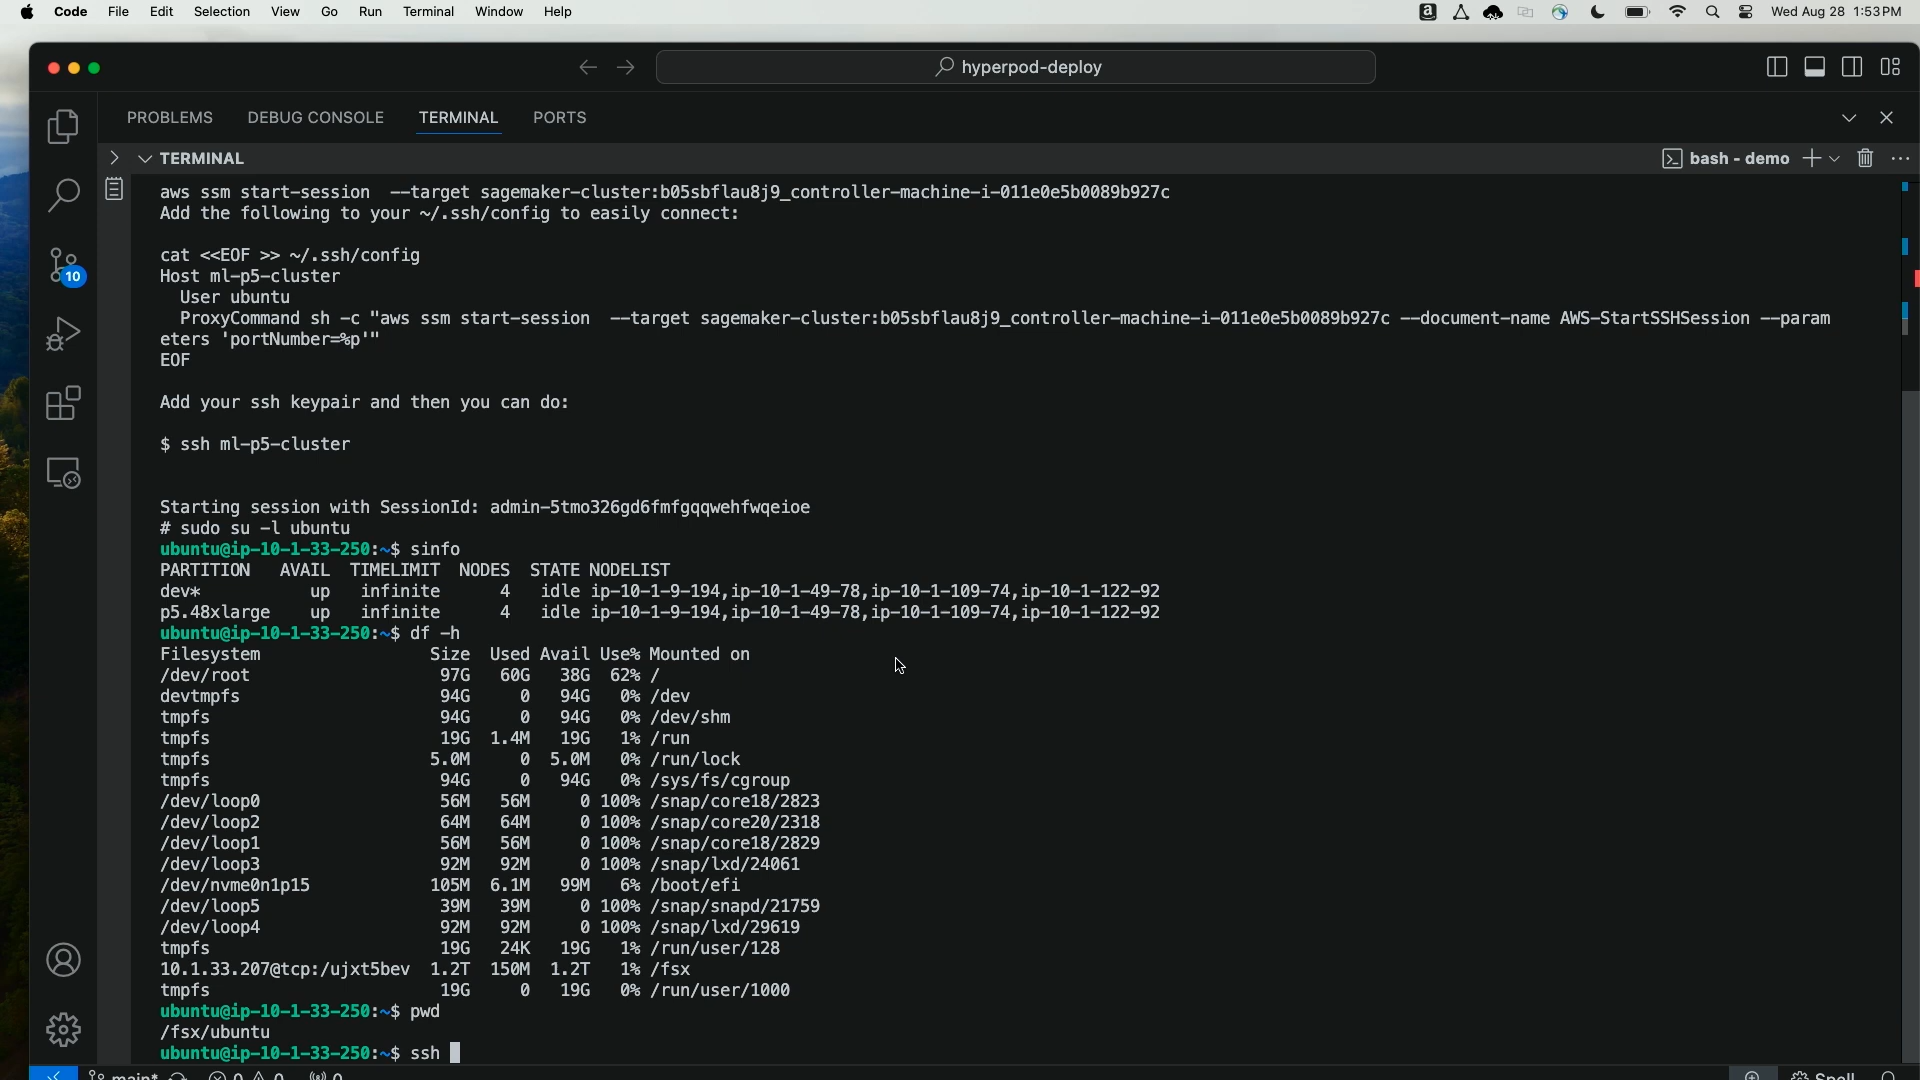 Code File Edit Selection View Go Run Terminal Window Help
Wed Aug 28 1:53 PM
hyperpod-deploy
PROBLEMS DEBUG CONSOLE TERMINAL PORTS
TERMINAL
bash - demo
10
aws ssm start-session  --target sagemaker-cluster:b05sbflau8j9_controller-machine-i-011e0e5b0089b927c
Add the following to your ~/.ssh/config to easily connect:
cat <<EOF >> ~/.ssh/config
Host ml-p5-cluster
  User ubuntu
  ProxyCommand sh -c "aws ssm start-session  --target sagemaker-cluster:b05sbflau8j9_controller-machine-i-011e0e5b0089b927c --document-name AWS-StartSSHSession --param
eters 'portNumber=%p'"
EOF
Add your ssh keypair and then you can do:
$ ssh ml-p5-cluster
Starting session with SessionId: admin-5tmo326gd6fmfgqqwehfwqeioe
# sudo su -l ubuntu
ubuntu@ip-10-1-33-250:~$ sinfo
PARTITION   AVAIL  TIMELIMIT  NODES  STATE NODELIST
dev*           up   infinite      4   idle ip-10-1-9-194,ip-10-1-49-78,ip-10-1-109-74,ip-10-1-122-92
p5.48xlarge    up   infinite      4   idle ip-10-1-9-194,ip-10-1-49-78,ip-10-1-109-74,ip-10-1-122-92
ubuntu@ip-10-1-33-250:~$ df -h
Filesystem                 Size  Used Avail Use% Mounted on
/dev/root                   97G   60G   38G  62% /
devtmpfs                    94G     0   94G   0% /dev
tmpfs                       94G     0   94G   0% /dev/shm
tmpfs                       19G  1.4M   19G   1% /run
tmpfs                      5.0M     0  5.0M   0% /run/lock
tmpfs                       94G     0   94G   0% /sys/fs/cgroup
/dev/loop0                  56M   56M     0 100% /snap/core18/2823
/dev/loop2                  64M   64M     0 100% /snap/core20/2318
/dev/loop1                  56M   56M     0 100% /snap/core18/2829
/dev/loop3                  92M   92M     0 100% /snap/lxd/24061
/dev/nvme0n1p15            105M  6.1M   99M   6% /boot/efi
/dev/loop5                  39M   39M     0 100% /snap/snapd/21759
/dev/loop4                  92M   92M     0 100% /snap/lxd/29619
tmpfs                       19G   24K   19G   1% /run/user/128
10.1.33.207@tcp:/ujxt5bev  1.2T  150M  1.2T   1% /fsx
tmpfs                       19G     0   19G   0% /run/user/1000
ubuntu@ip-10-1-33-250:~$ pwd
/fsx/ubuntu
ubuntu@ip-10-1-33-250:~$ ssh
main* 0 0 0 Spell